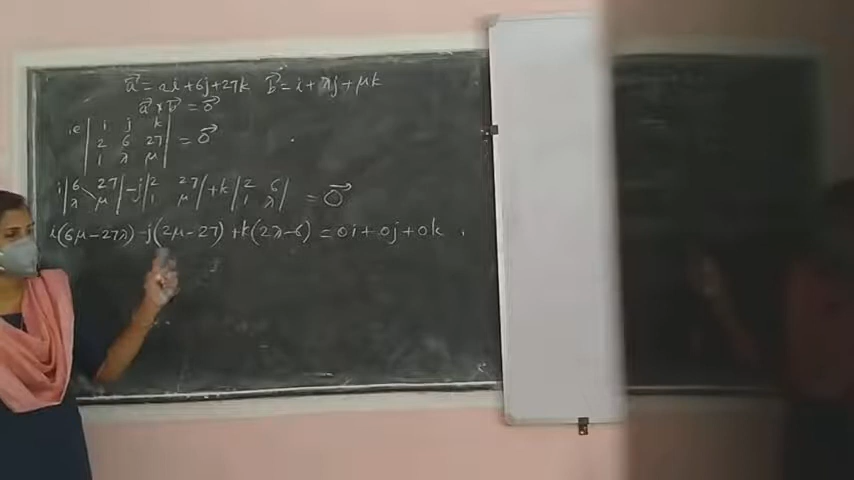 a⃗ = 2i+6j+27k  b⃗ = i+λj+μk
a⃗ × b⃗ = 0⃗
ie | i j k |
| 2 6 27 | = 0⃗
| 1 λ μ |
i |6 27| -j |2 27| +k |2 6| = 0⃗
|λ μ| |1 μ| |1 λ|
i(6μ-27λ) -j(2μ-27) +k(2λ-6) = 0i+0j+0k.